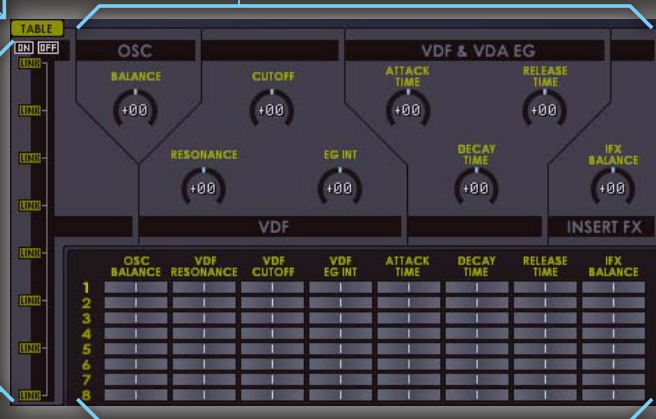 TABLE
ON OFF
OSC
VDF & VDA EG
LINK
BALANCE
CUTOFF
ATTACK TIME
RELEASE TIME
+00
+00
+00
+00
LINK
LINK
RESONANCE
EG INT
DECAY TIME
IFX BALANCE
+00
+00
+00
+00
LINK
VDF
INSERT FX
LINK
OSC BALANCE
VDF RESONANCE
VDF CUTOFF
VDF EG INT
ATTACK TIME
DECAY TIME
RELEASE TIME
IFX BALANCE
1
LINK
2
3
4
LINK
5
6
7
LINK
8